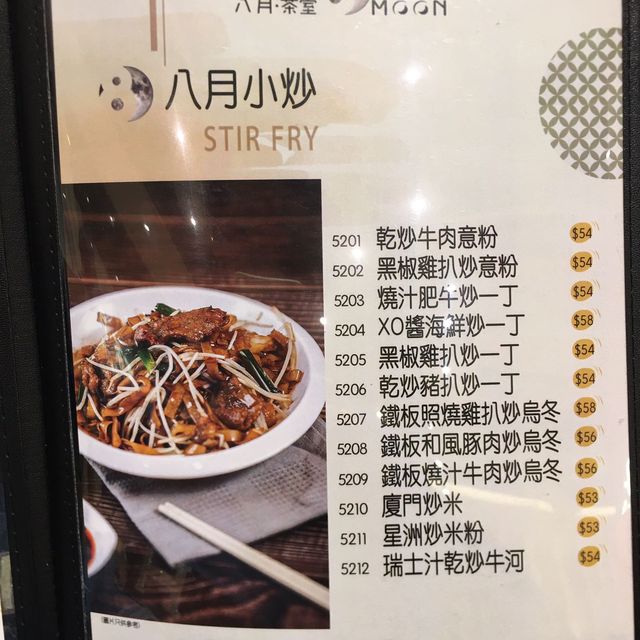 八月·茶堂 MOON
八月小炒
STIR FRY
5201 乾炒牛肉意粉 $54
5202 黑椒雞扒炒意粉 $54
5203 燒汁肥牛炒一丁 $54
5204 XO醬海鮮炒一丁 $58
5205 黑椒雞扒炒一丁 $54
5206 乾炒豬扒炒一丁 $54
5207 鐵板照燒雞扒炒烏冬 $58
5208 鐵板和風豚肉炒烏冬 $56
5209 鐵板燒汁牛肉炒烏冬 $56
5210 廈門炒米 $53
5211 星洲炒米粉 $53
5212 瑞士汁乾炒牛河 $54